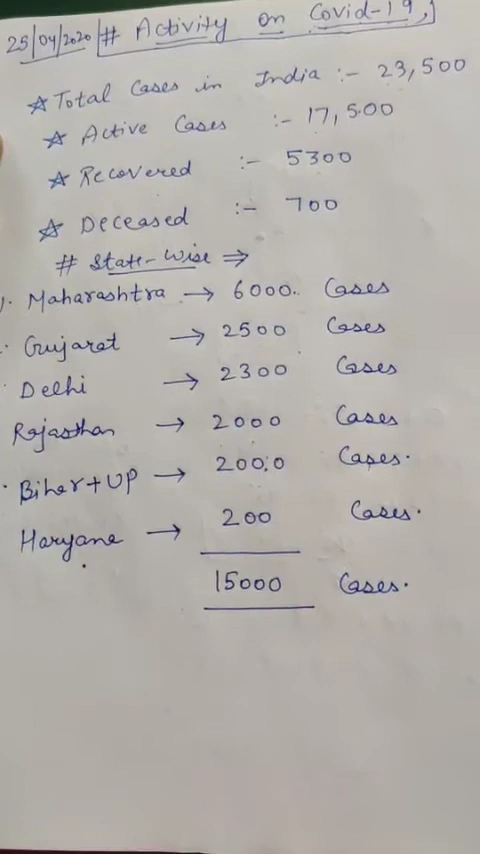 25/04/2020 # Activity on Covid-19,
☆ Total Cases in India :- 23,500
☆ Active Cases :- 17,500
☆ Recovered :- 5300
☆ Deceased :- 700
# State-Wise ⇒
Maharashtra → 6000. Cases
Gujarat → 2500 Cases
Delhi → 2300 Cases
Rajasthan → 2000 Cases
Bihar+UP → 2000 Cases.
Haryana → 200 Cases.
15000 Cases.